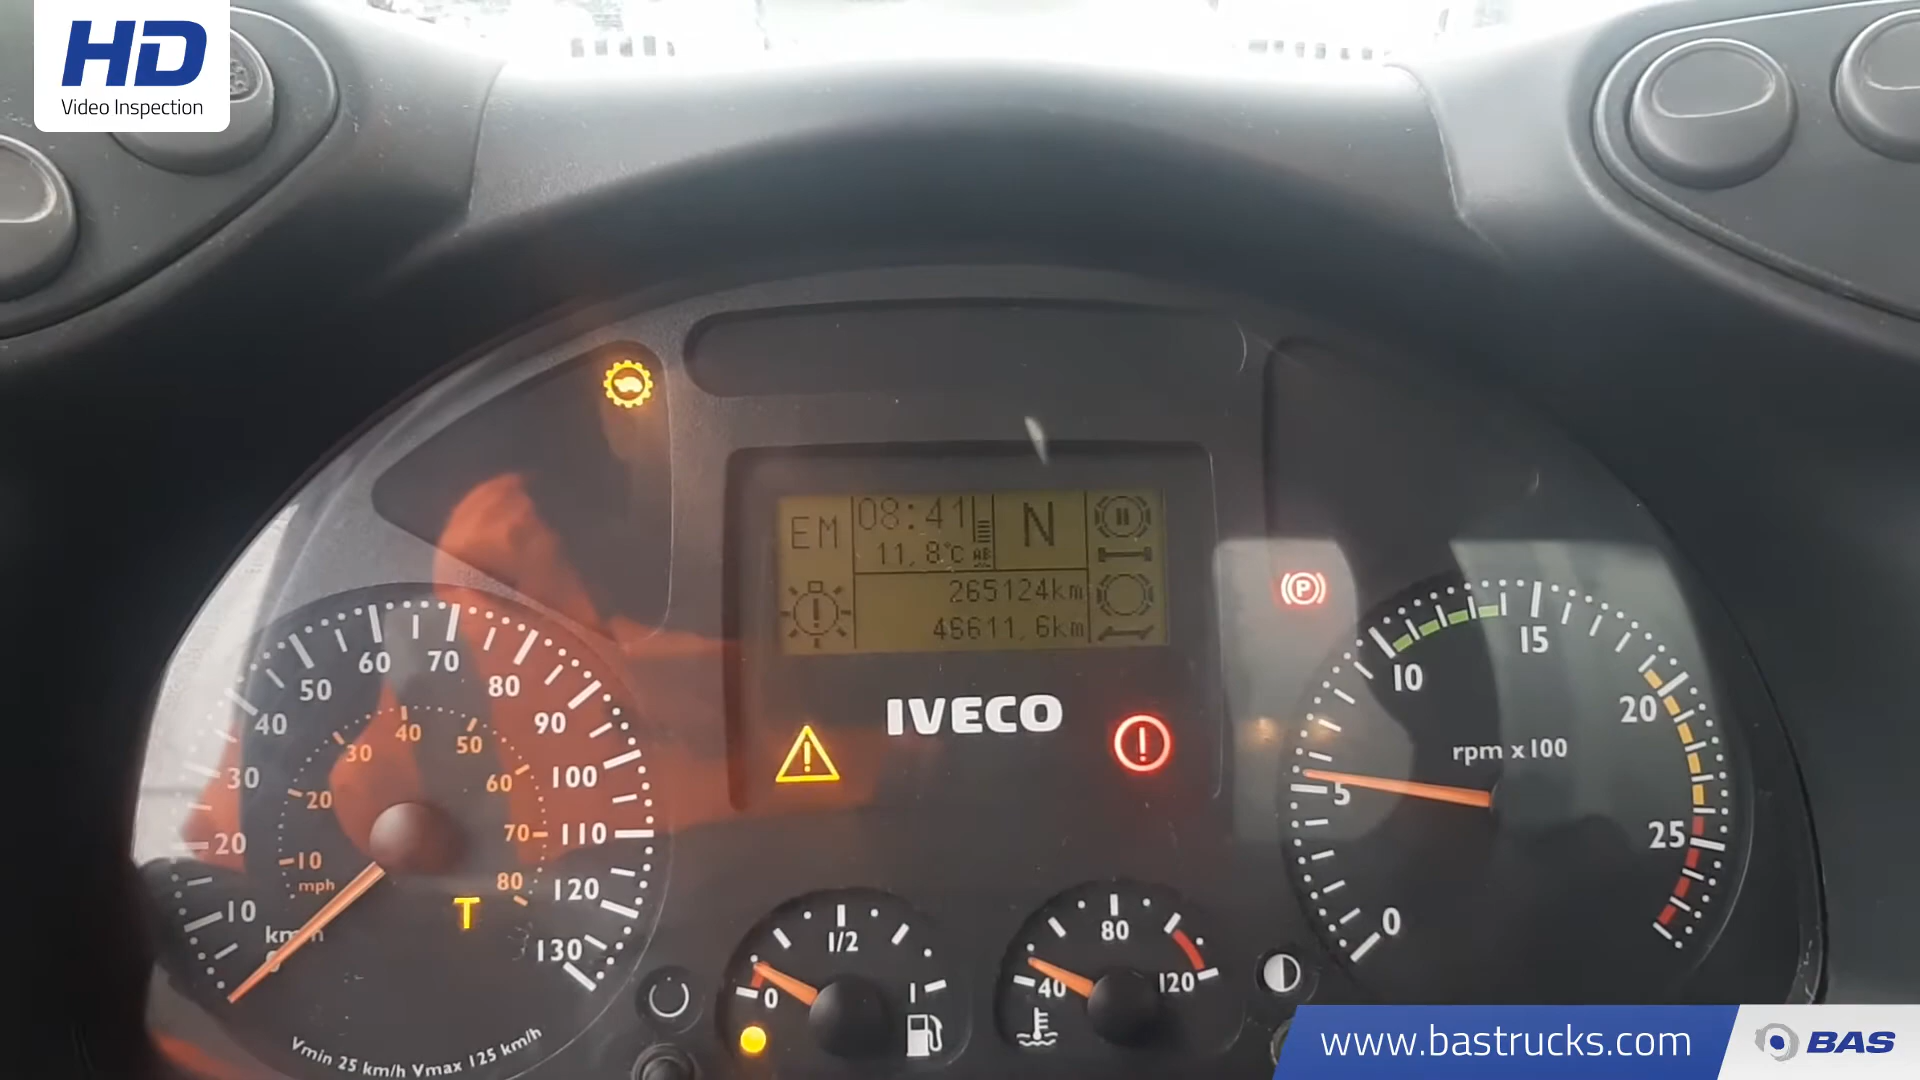 HD
Video Inspection
EM
08:41
N
11,8°C
AB
265124km
46611,6km
IVECO
P
T
10 20 30 40 50 60 70 80 90 100 110 120 130
km/h
10 20 30 40 50 60 70 80
mph
Vmin 25 km/h Vmax 125 km/h
0 1/2 1
40 80 120
0 5 10 15 20 25
rpm x100
www.bastrucks.com
BAS